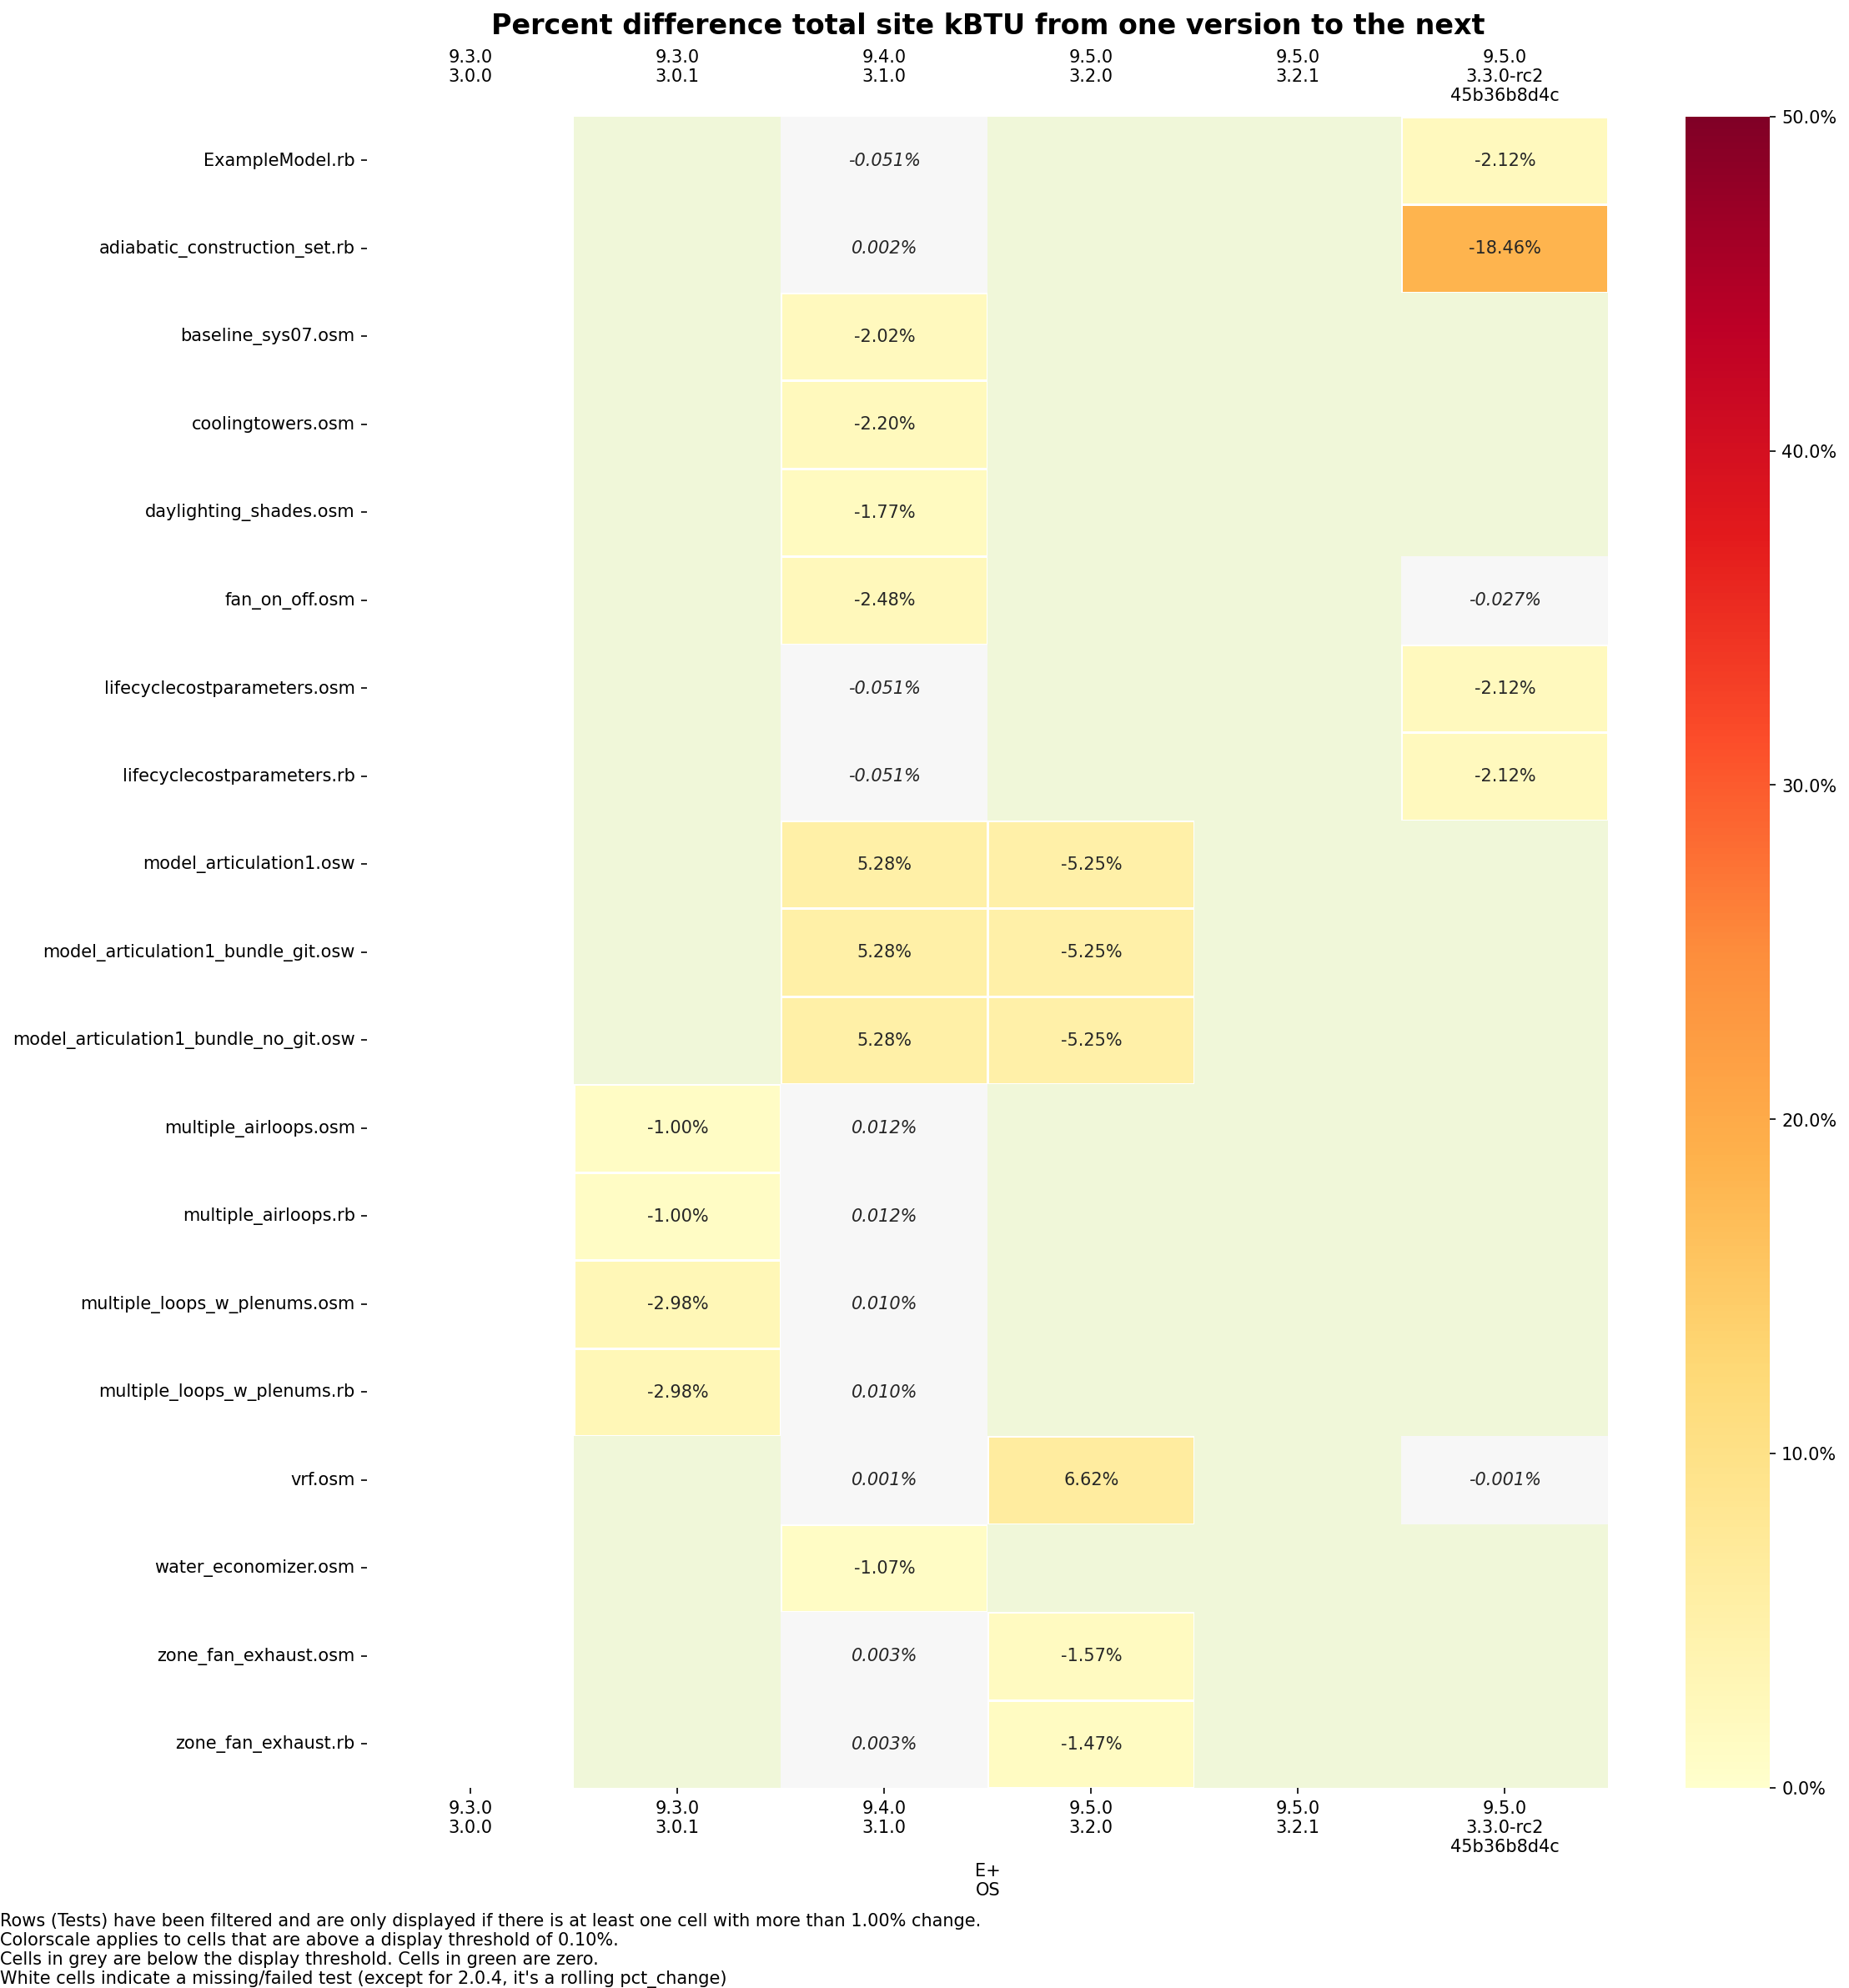 Percent difference total site kBTU from one version to the next
9.3.0 9.3.0 9.4.0 9.5.0 9.5.0 9.5.0
3.0.0 3.0.1 3.1.0 3.2.0 3.2.1 3.3.0-rc2
45b36b8d4c
50.0%
ExampleModel.rb -0.051% -2.12%
adiabatic_construction_set.rb 0.002% -18.46%
baseline_sys07.osm -2.02%
coolingtowers.osm -2.20%
40.0%
daylighting_shades.osm -1.77%
fan_on_off.osm -2.48% -0.027%
lifecyclecostparameters.osm -0.051% -2.12%
lifecyclecostparameters.rb -0.051% -2.12%
30.0%
model_articulation1.osw 5.28% -5.25%
model_articulation1_bundle_git.osw 5.28% -5.25%
model_articulation1_bundle_no_git.osw 5.28% -5.25%
20.0%
multiple_airloops.osm -1.00% 0.012%
multiple_airloops.rb -1.00% 0.012%
multiple_loops_w_plenums.osm -2.98% 0.010%
multiple_loops_w_plenums.rb -2.98% 0.010%
10.0%
vrf.osm 0.001% 6.62% -0.001%
water_economizer.osm -1.07%
zone_fan_exhaust.osm 0.003% -1.57%
zone_fan_exhaust.rb 0.003% -1.47%
0.0%
9.3.0 9.3.0 9.4.0 9.5.0 9.5.0 9.5.0
3.0.0 3.0.1 3.1.0 3.2.0 3.2.1 3.3.0-rc2
45b36b8d4c
E+
OS
Rows (Tests) have been filtered and are only displayed if there is at least one cell with more than 1.00% change.
Colorscale applies to cells that are above a display threshold of 0.10%.
Cells in grey are below the display threshold. Cells in green are zero.
White cells indicate a missing/failed test (except for 2.0.4, it's a rolling pct_change)